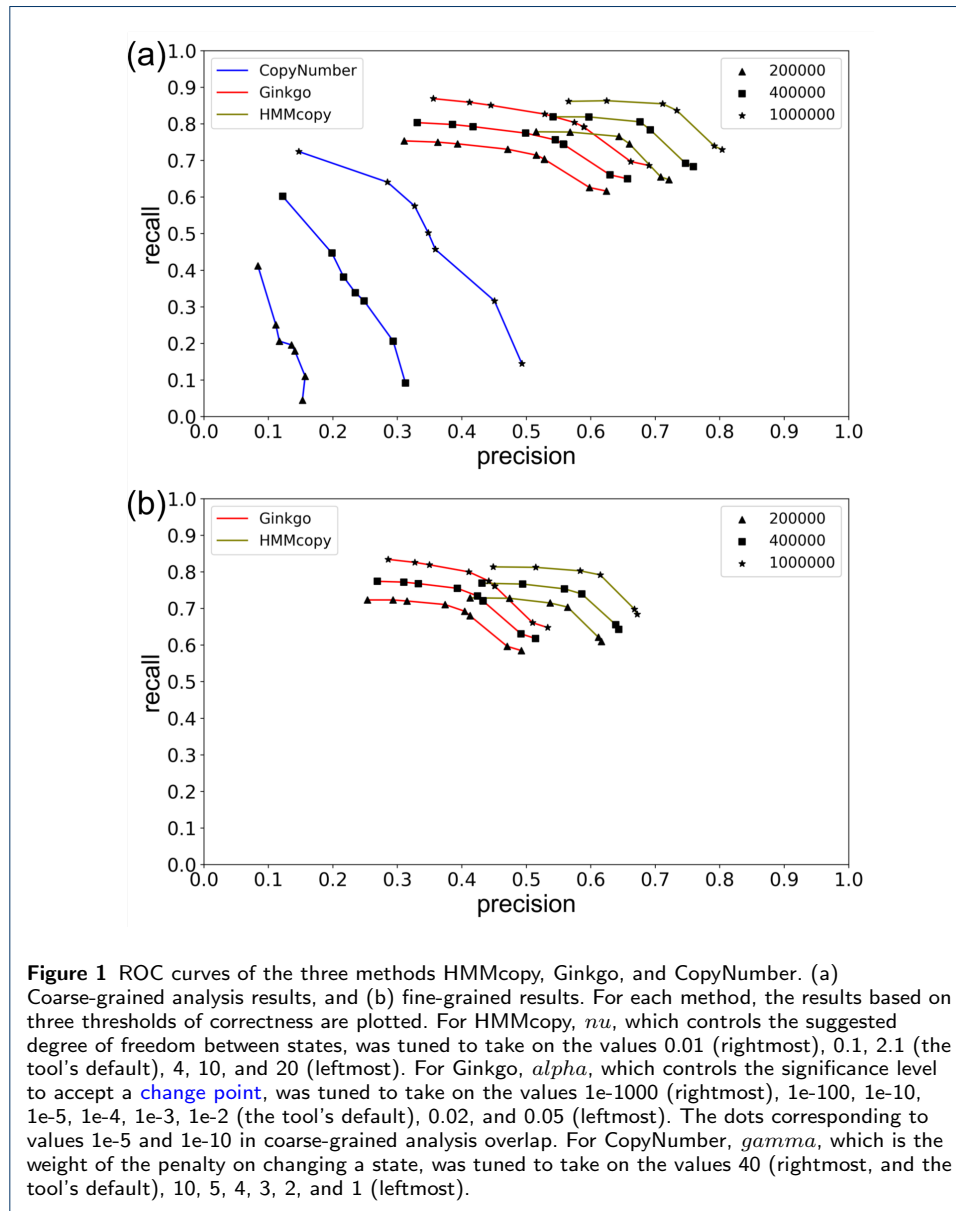 (a)
1.0
0.9
0.8
0.7
0.6
0.5
0.4
0.3
0.2
0.1
0.0
recall
CopyNumber
Ginkgo
HMMcopy
200000
400000
1000000
0.0 0.1 0.2 0.3 0.4 0.5 0.6 0.7 0.8 0.9 1.0
precision
(b)
1.0
0.9
0.8
0.7
0.6
0.5
0.4
0.3
0.2
0.1
0.0
recall
Ginkgo
HMMcopy
200000
400000
1000000
0.0 0.1 0.2 0.3 0.4 0.5 0.6 0.7 0.8 0.9 1.0
precision
Figure 1 ROC curves of the three methods HMMcopy, Ginkgo, and CopyNumber. (a)
Coarse-grained analysis results, and (b) fine-grained results. For each method, the results based on
three thresholds of correctness are plotted. For HMMcopy, nu, which controls the suggested
degree of freedom between states, was tuned to take on the values 0.01 (rightmost), 0.1, 2.1 (the
tool's default), 4, 10, and 20 (leftmost). For Ginkgo, alpha, which controls the significance level
to accept a change point, was tuned to take on the values 1e-1000 (rightmost), 1e-100, 1e-10,
1e-5, 1e-4, 1e-3, 1e-2 (the tool's default), 0.02, and 0.05 (leftmost). The dots corresponding to
values 1e-5 and 1e-10 in coarse-grained analysis overlap. For CopyNumber, gamma, which is the
weight of the penalty on changing a state, was tuned to take on the values 40 (rightmost, and the
tool's default), 10, 5, 4, 3, 2, and 1 (leftmost).